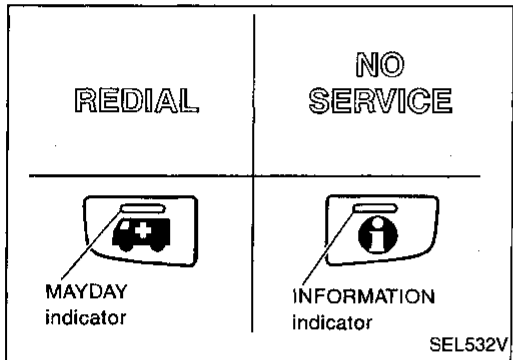 REDIAL
NO
SERVICE
MAYDAY
indicator
INFORMATION
indicator
SEL532V